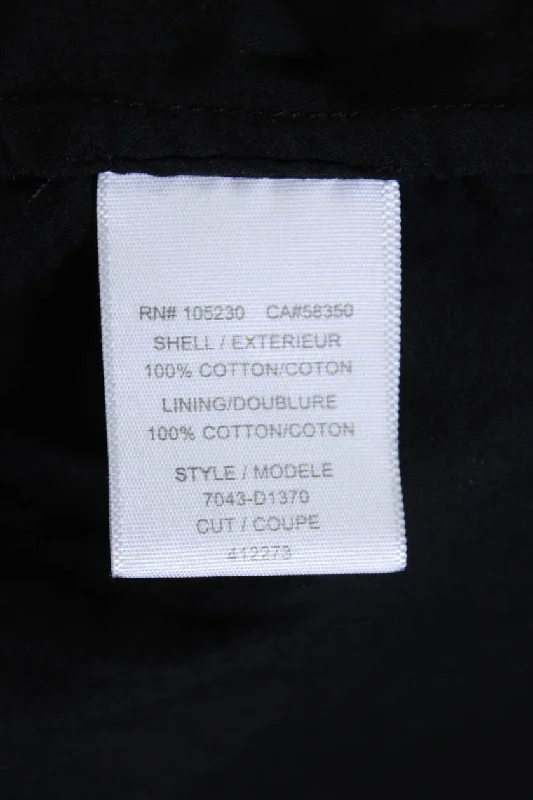 RN# 105230 CA#58350
SHELL / EXTERIEUR
100% COTTON/COTON
LINING/DOUBLURE
100% COTTON/COTON
STYLE / MODELE
7043-D1370
CUT / COUPE
412273